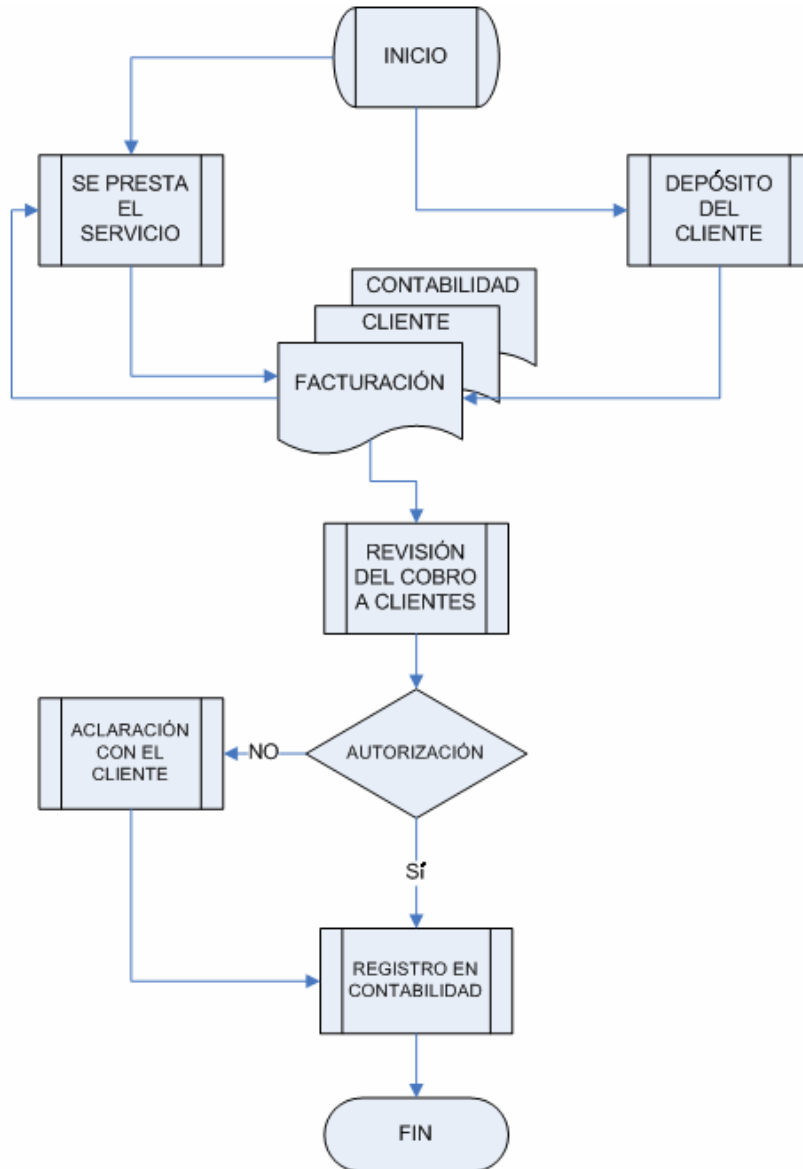 INICIO
SE PRESTA
EL
SERVICIO
DEPÓSITO
DEL
CLIENTE
CONTABILIDAD
CLIENTE
FACTURACIÓN
REVISIÓN
DEL COBRO
A CLIENTES
ACLARACIÓN
CON EL
CLIENTE
NO
AUTORIZACIÓN
SÍ
REGISTRO EN
CONTABILIDAD
FIN